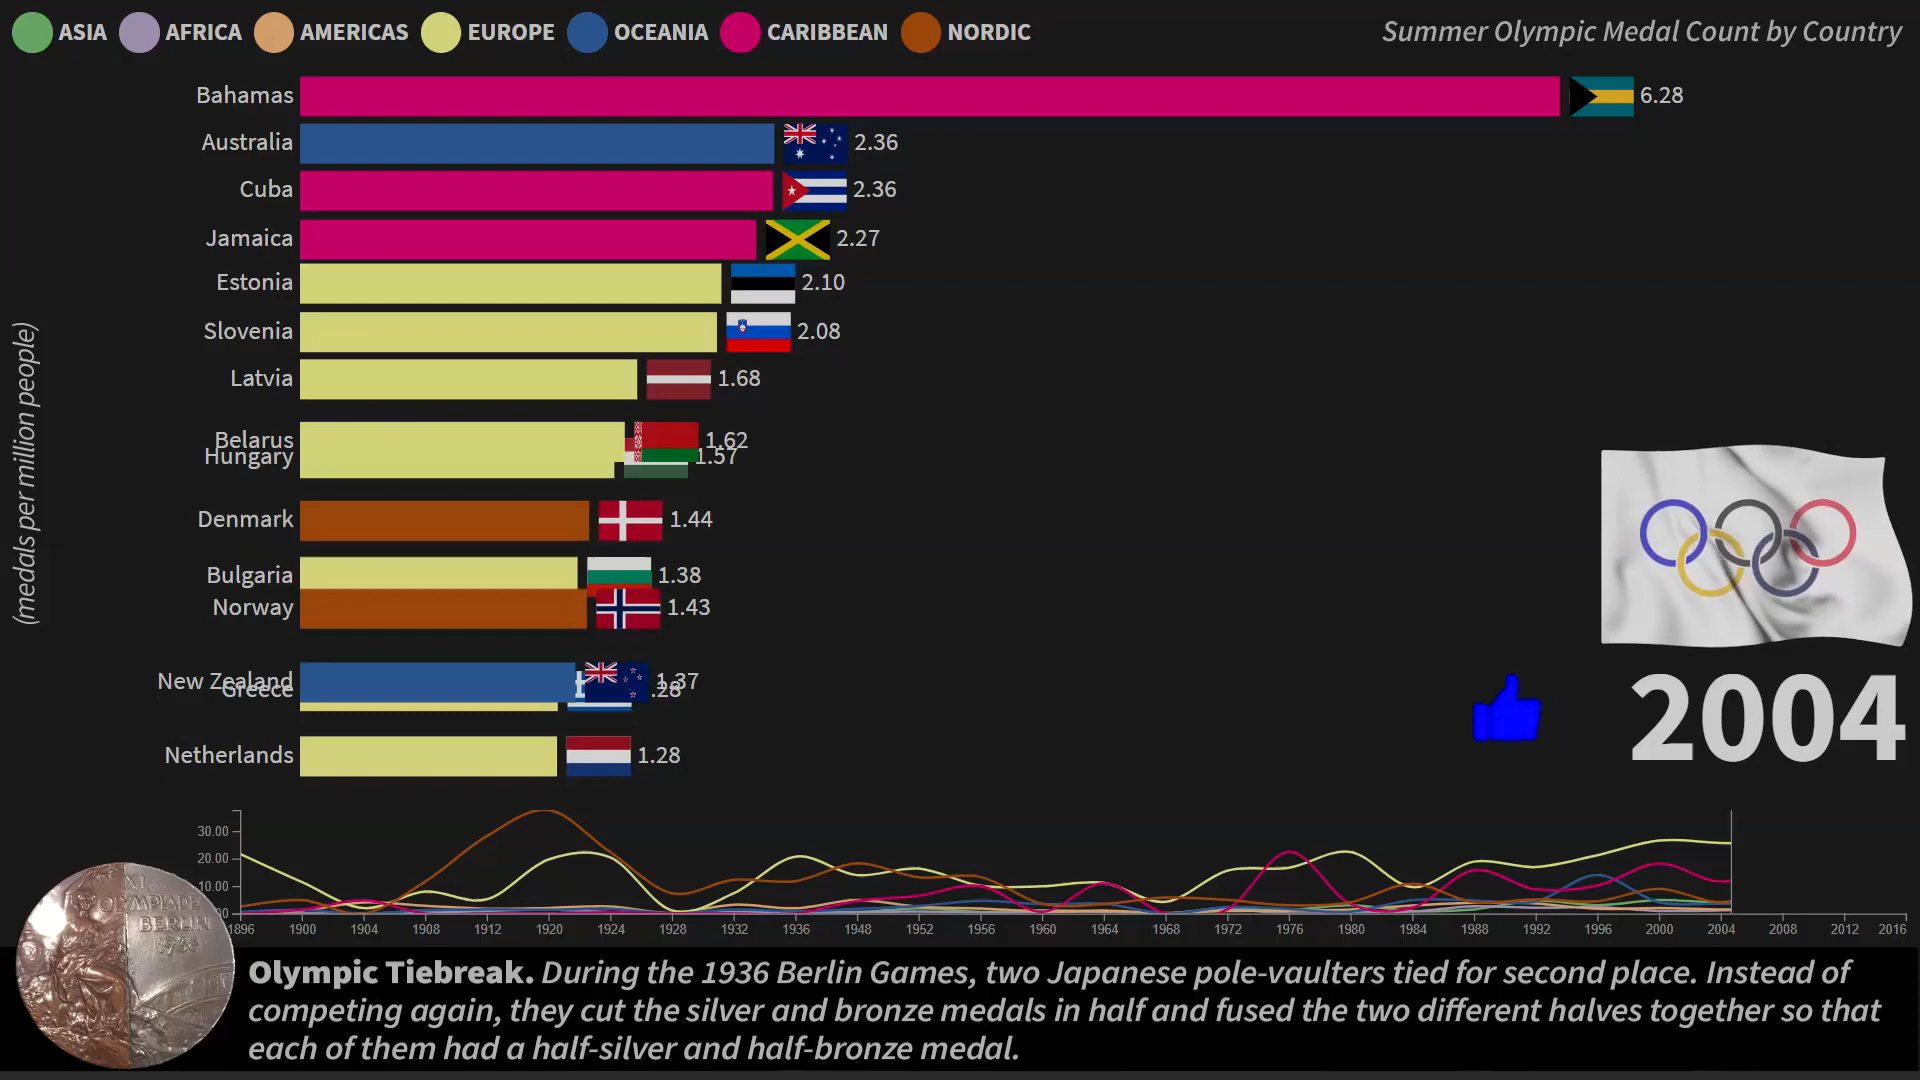 ASIA AFRICA AMERICAS EUROPE OCEANIA CARIBBEAN NORDIC
Summer Olympic Medal Count by Country
(medals per million people)
Bahamas 6.28
Australia 2.36
Cuba 2.36
Jamaica 2.27
Estonia 2.10
Slovenia 2.08
Latvia 1.68
Belarus 1.62
Hungary 1.57
Denmark 1.44
Bulgaria 1.38
Norway 1.43
New Zealand 1.37
Greece
Netherlands 1.28
2004
30.00
20.00
10.00
1896 1900 1904 1908 1912 1920 1924 1928 1932 1936 1948 1952 1956 1960 1964 1968 1972 1976 1980 1984 1988 1992 1996 2000 2004 2008 2012 2016
XI.
OLYMPIADE
BERLIN
1936
Olympic Tiebreak. During the 1936 Berlin Games, two Japanese pole-vaulters tied for second place. Instead of
competing again, they cut the silver and bronze medals in half and fused the two different halves together so that
each of them had a half-silver and half-bronze medal.